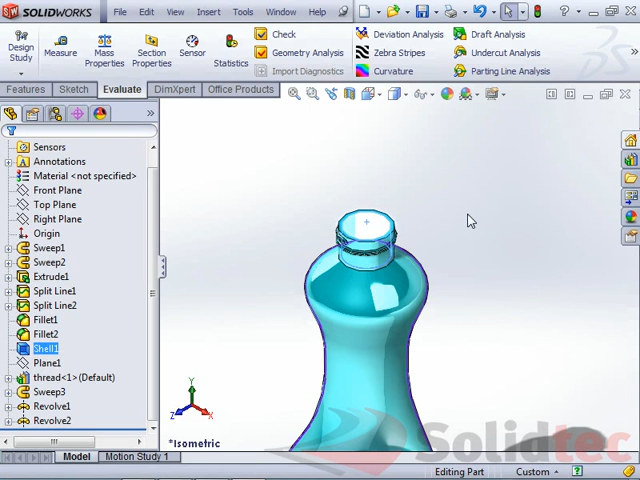 SOLIDWORKS File Edit View Insert Tools Window Help
Design Study
Measure
Mass Properties
Section Properties
Sensor
Statistics
Check
Geometry Analysis
Import Diagnostics
Deviation Analysis
Zebra Stripes
Curvature
Draft Analysis
Undercut Analysis
Parting Line Analysis
Features Sketch Evaluate DimXpert Office Products
Sensors
Annotations
Material <not specified>
Front Plane
Top Plane
Right Plane
Origin
Sweep1
Sweep2
Extrude1
Split Line1
Split Line2
Fillet1
Fillet2
Shell1
Plane1
thread<1>(Default)
Sweep3
Revolve1
Revolve2
Y
Z
X
*Isometric
Solidtec
Model Motion Study 1
Editing Part Custom